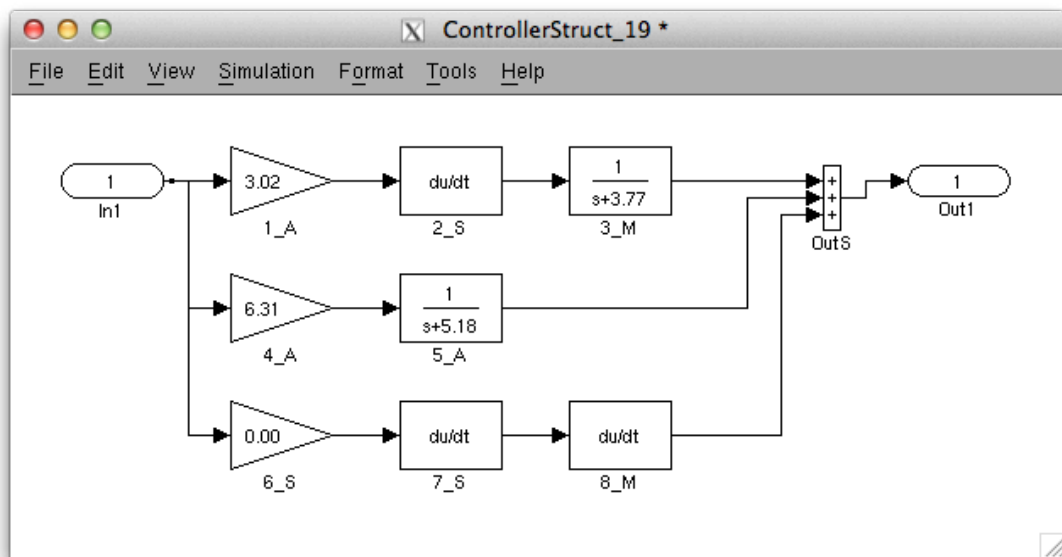 ControllerStruct_19 *
File Edit View Simulation Format Tools Help
1
In1
3.02
1_A
du/dt
2_S
1
s+3.77
3_M
+
+
+
OutS
1
Out1
6.31
4_A
1
s+5.18
5_A
0.00
6_S
du/dt
7_S
du/dt
8_M